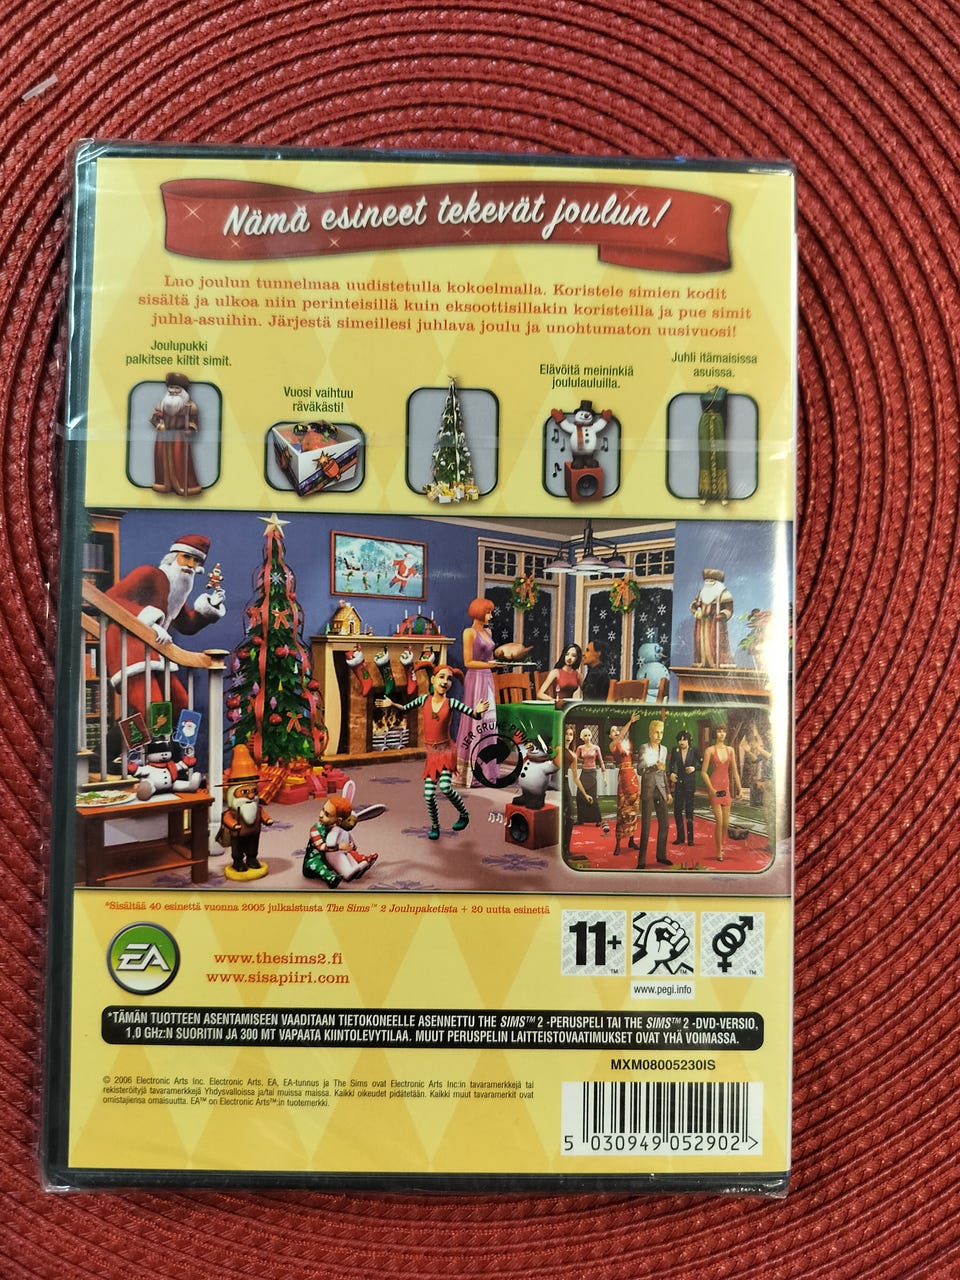 Nämä esineet tekevät joulun!
Luo joulun tunnelmaa uudistetulla kokoelmalla. Koristele simien kodit
sisältä ja ulkoa niin perinteisillä kuin eksoottisillakin koristeilla ja pue simit
juhla-asuihin. Järjestä simeillesi juhlava joulu ja unohtumaton uusivuosi!
Joulupukki
palkitsee kiltit simit.
Vuosi vaihtuu
räväkästi!
Elävöitä meininkiä
joululauluilla.
Juhli itämaisissa
asuissa.
DER GRÜNE PUNKT
*Sisältää 40 esinettä vuonna 2005 julkaistusta The Sims™ 2 Joulupaketista + 20 uutta esinettä
EA
www.thesims2.fi
www.sisapiiri.com
11+
™
™
™
www.pegi.info
*TÄMÄN TUOTTEEN ASENTAMISEEN VAADITAAN TIETOKONEELLE ASENNETTU THE SIMS™ 2 -PERUSPELI TAI THE SIMS™ 2 -DVD-VERSIO,
1,0 GHz:N SUORITIN JA 300 MT VAPAATA KIINTOLEVYTILAA. MUUT PERUSPELIN LAITTEISTOVAATIMUKSET OVAT YHÄ VOIMASSA.
MXM08005230IS
© 2006 Electronic Arts Inc. Electronic Arts, EA, EA-tunnus ja The Sims ovat Electronic Arts Inc:in tavaramerkkejä tai
rekisteröityjä tavaramerkkejä Yhdysvalloissa ja/tai muissa maissa. Kaikki oikeudet pidätetään. Kaikki muut tavaramerkit ovat
omistajiensa omaisuutta. EA™ on Electronic Arts™:in tuotemerkki.
5 030949 052902 >